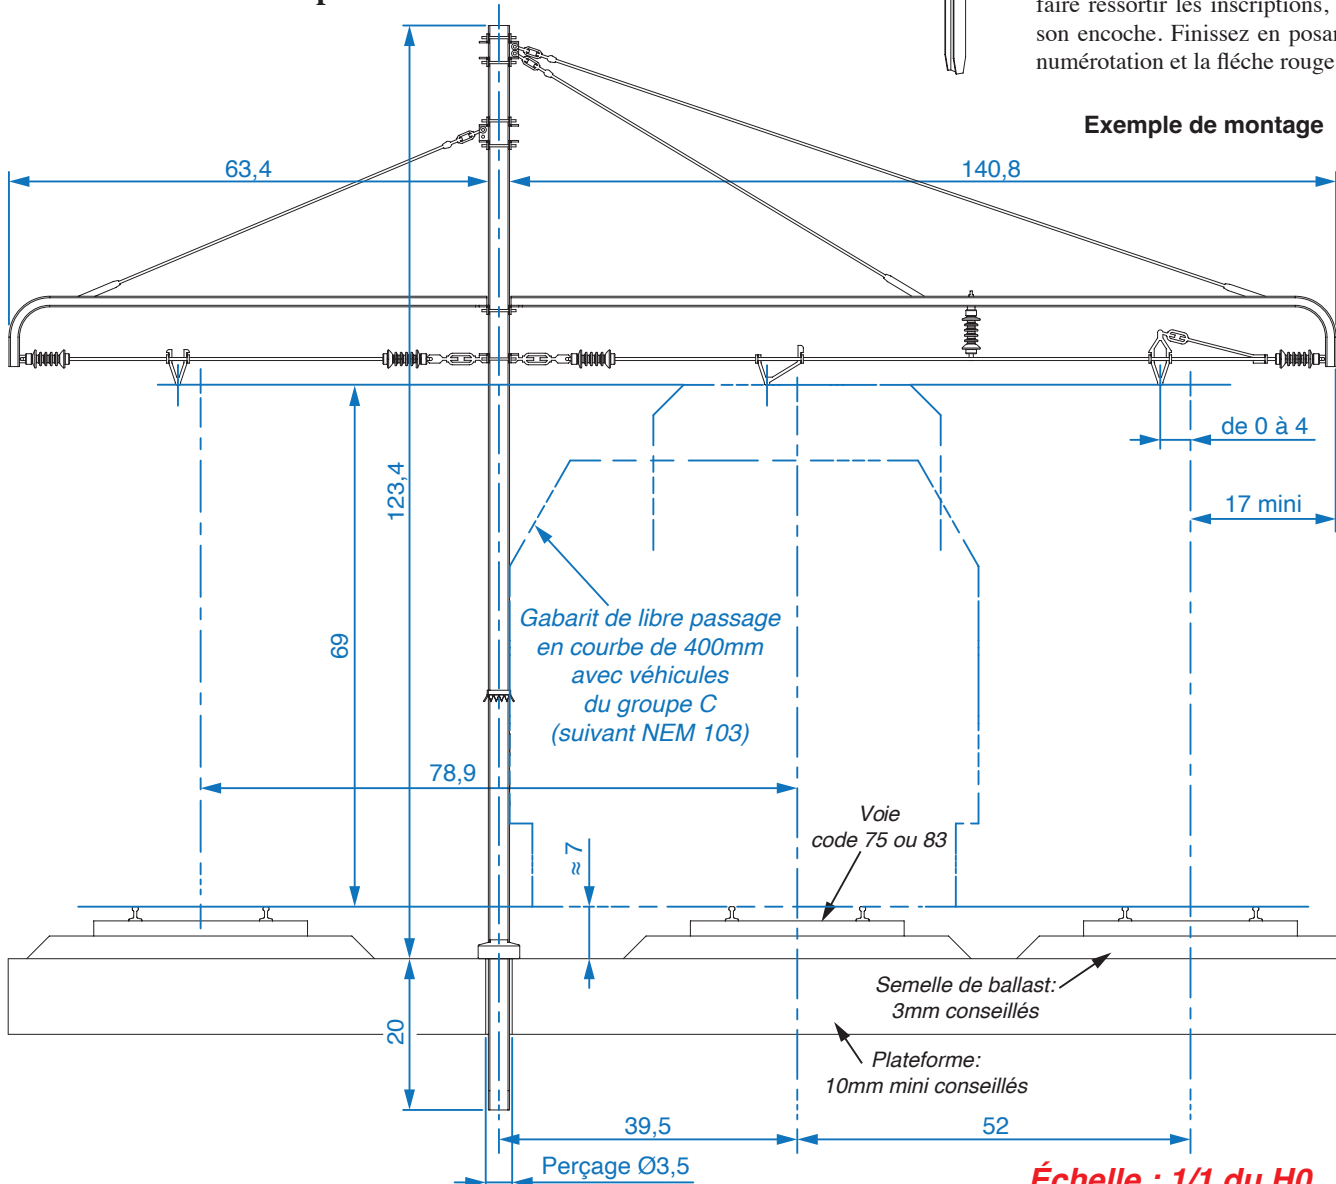 faire ressortir les inscriptions,
son encoche. Finissez en posar
numérotation et la fléche rouge
Exemple de montage
63,4
140,8
de 0 à 4
17 mini
123,4
69
Gabarit de libre passage
en courbe de 400mm
avec véhicules
du groupe C
(suivant NEM 103)
78,9
Voie
code 75 ou 83
≈ 7
Semelle de ballast:
3mm conseillés
20
Plateforme:
10mm mini conseillés
39,5
52
Perçage Ø3,5
Échelle : 1/1 du H0